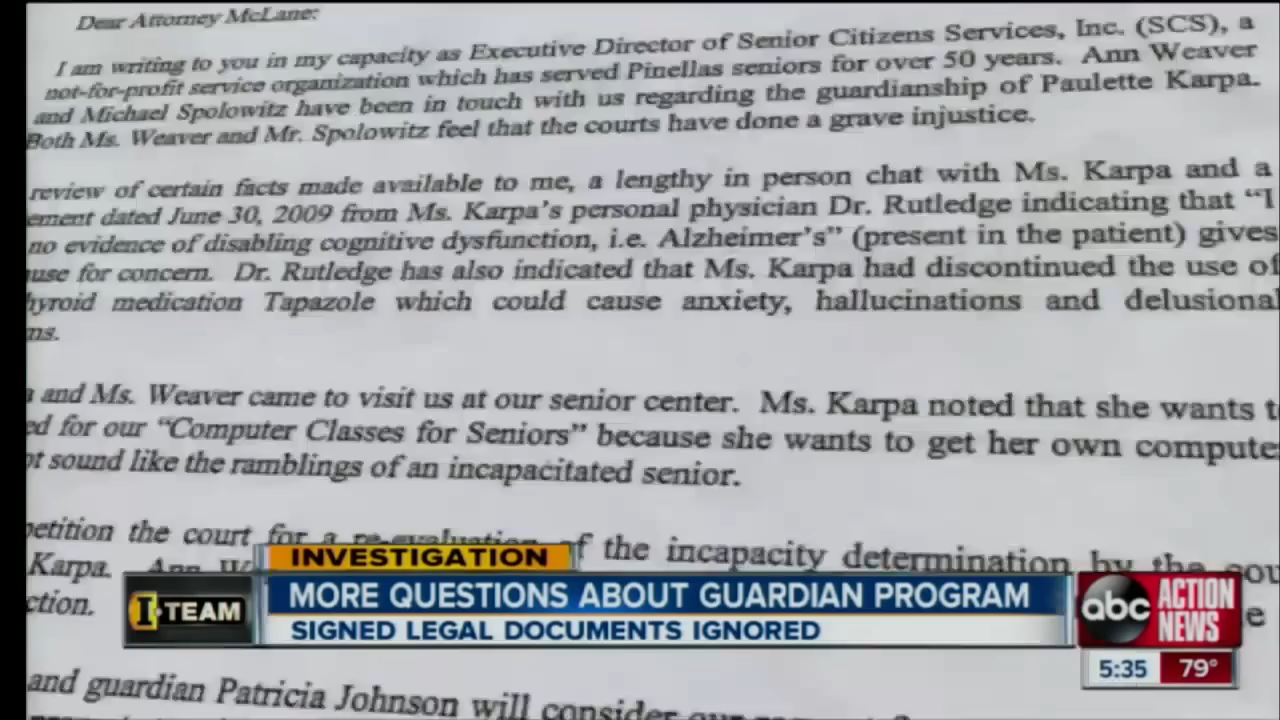 Dear Attorney McLane:
I am writing to you in my capacity as Executive Director of Senior Citizens Services, Inc. (SCS), a
not-for-profit service organization which has served Pinellas seniors for over 50 years. Ann Weaver
and Michael Spolowitz have been in touch with us regarding the guardianship of Paulette Karpa.
Both Ms. Weaver and Mr. Spolowitz feel that the courts have done a grave injustice.
review of certain facts made available to me, a lengthy in person chat with Ms. Karpa and a
ement dated June 30, 2009 from Ms. Karpa's personal physician Dr. Rutledge indicating that "I
no evidence of disabling cognitive dysfunction, i.e. Alzheimer's" (present in the patient) gives
use for concern. Dr. Rutledge has also indicated that Ms. Karpa had discontinued the use of
hyroid medication Tapazole which could cause anxiety, hallucinations and delusional
ms.
and Ms. Weaver came to visit us at our senior center. Ms. Karpa noted that she wants t
ed for our "Computer Classes for Seniors" because she wants to get her own compute
ot sound like the ramblings of an incapacitated senior.
petition the court for a re-evaluation of the incapacity determination by the cou
Karpa. Ann W
ction.
and guardian Patricia Johnson will consider our
INVESTIGATION
I-TEAM
MORE QUESTIONS ABOUT GUARDIAN PROGRAM
SIGNED LEGAL DOCUMENTS IGNORED
abc ACTION NEWS
5:35 79°